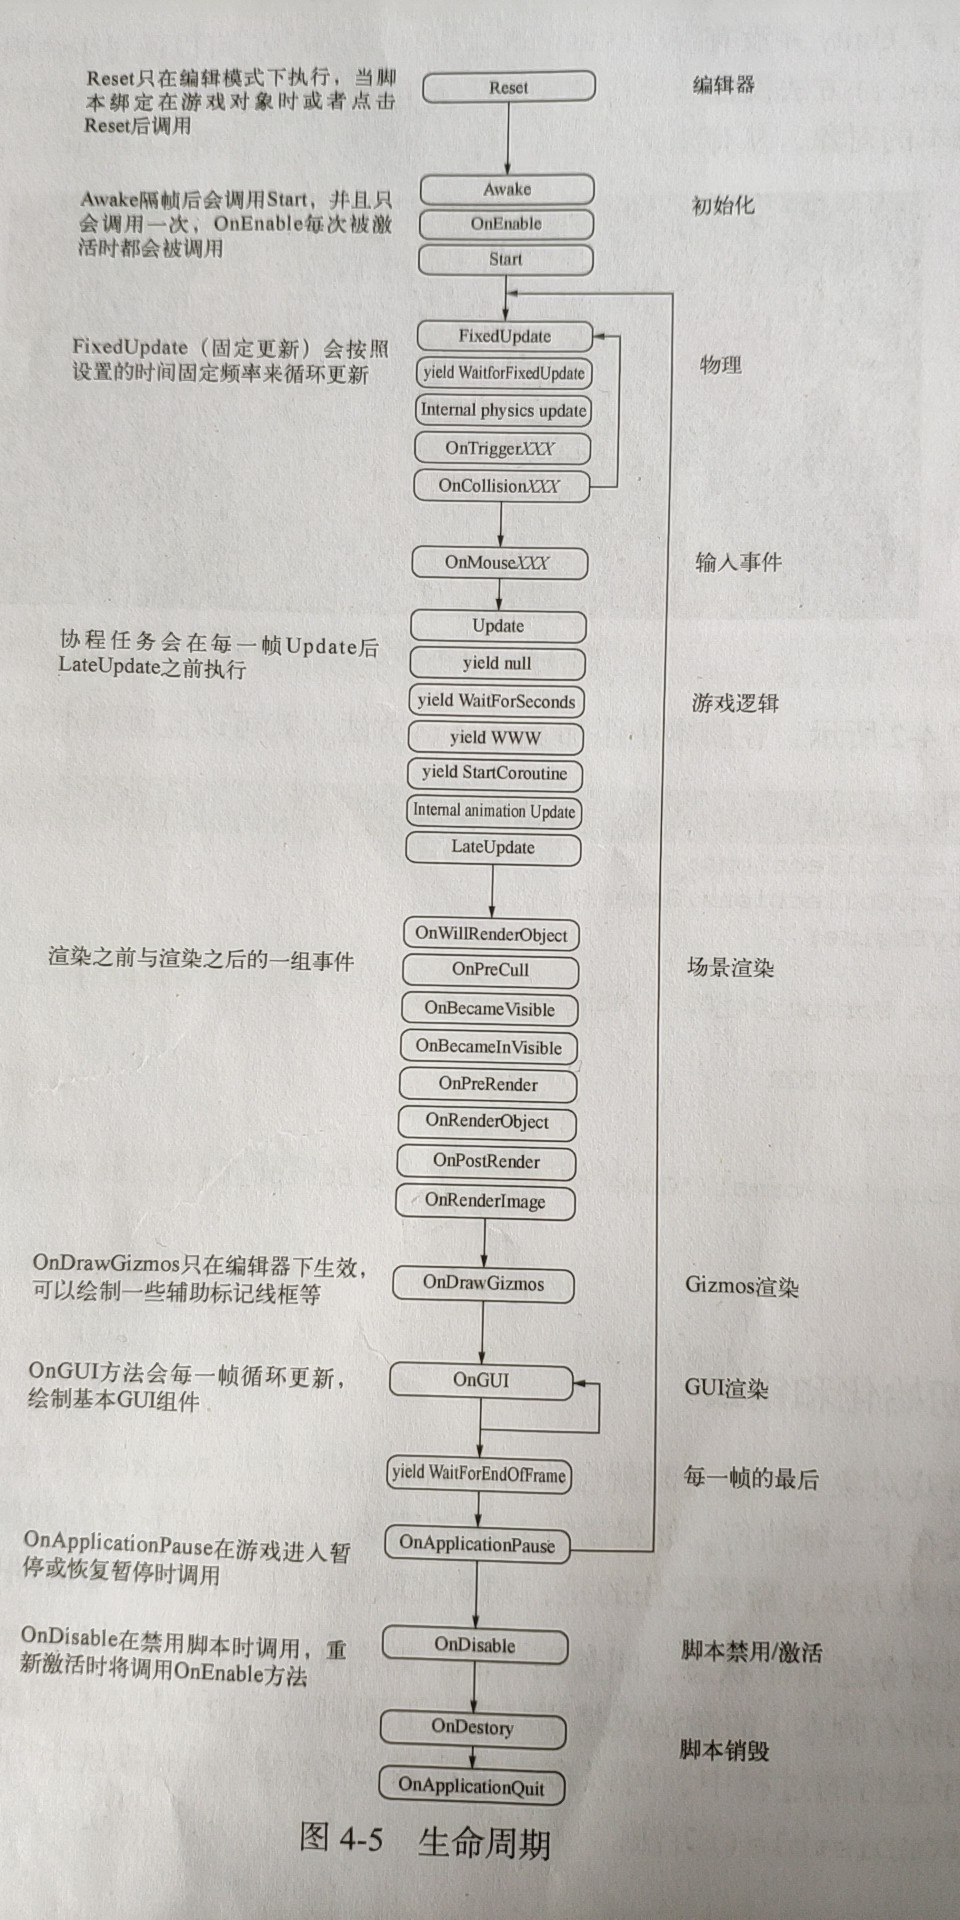 Reset只在编辑模式下执行，当脚
本绑定在游戏对象时或者点击
Reset后调用
Reset
编辑器
Awake隔帧后会调用Start，并且只
会调用一次，OnEnable每次被激
活时都会被调用
Awake
OnEnable
Start
初始化
FixedUpdate（固定更新）会按照
设置的时间固定频率来循环更新
FixedUpdate
yield WaitforFixedUpdate
Internal physics update
OnTriggerXXX
OnCollisionXXX
物理
OnMouseXXX
输入事件
协程任务会在每一帧Update后
LateUpdate之前执行
Update
yield null
yield WaitForSeconds
yield WWW
yield StartCoroutine
Internal animation Update
LateUpdate
游戏逻辑
渲染之前与渲染之后的一组事件
OnWillRenderObject
OnPreCull
OnBecameVisible
OnBecameInVisible
OnPreRender
OnRenderObject
OnPostRender
OnRenderImage
场景渲染
OnDrawGizmos只在编辑器下生效，
可以绘制一些辅助标记线框等
OnDrawGizmos
Gizmos渲染
OnGUI方法会每一帧循环更新，
绘制基本GUI组件
OnGUI
GUI渲染
yield WaitForEndOfFrame
每一帧的最后
OnApplicationPause在游戏进入暂
停或恢复暂停时调用
OnApplicationPause
OnDisable在禁用脚本时调用，重
新激活时将调用OnEnable方法
OnDisable
脚本禁用/激活
OnDestory
OnApplicationQuit
脚本销毁
图 4-5 生命周期